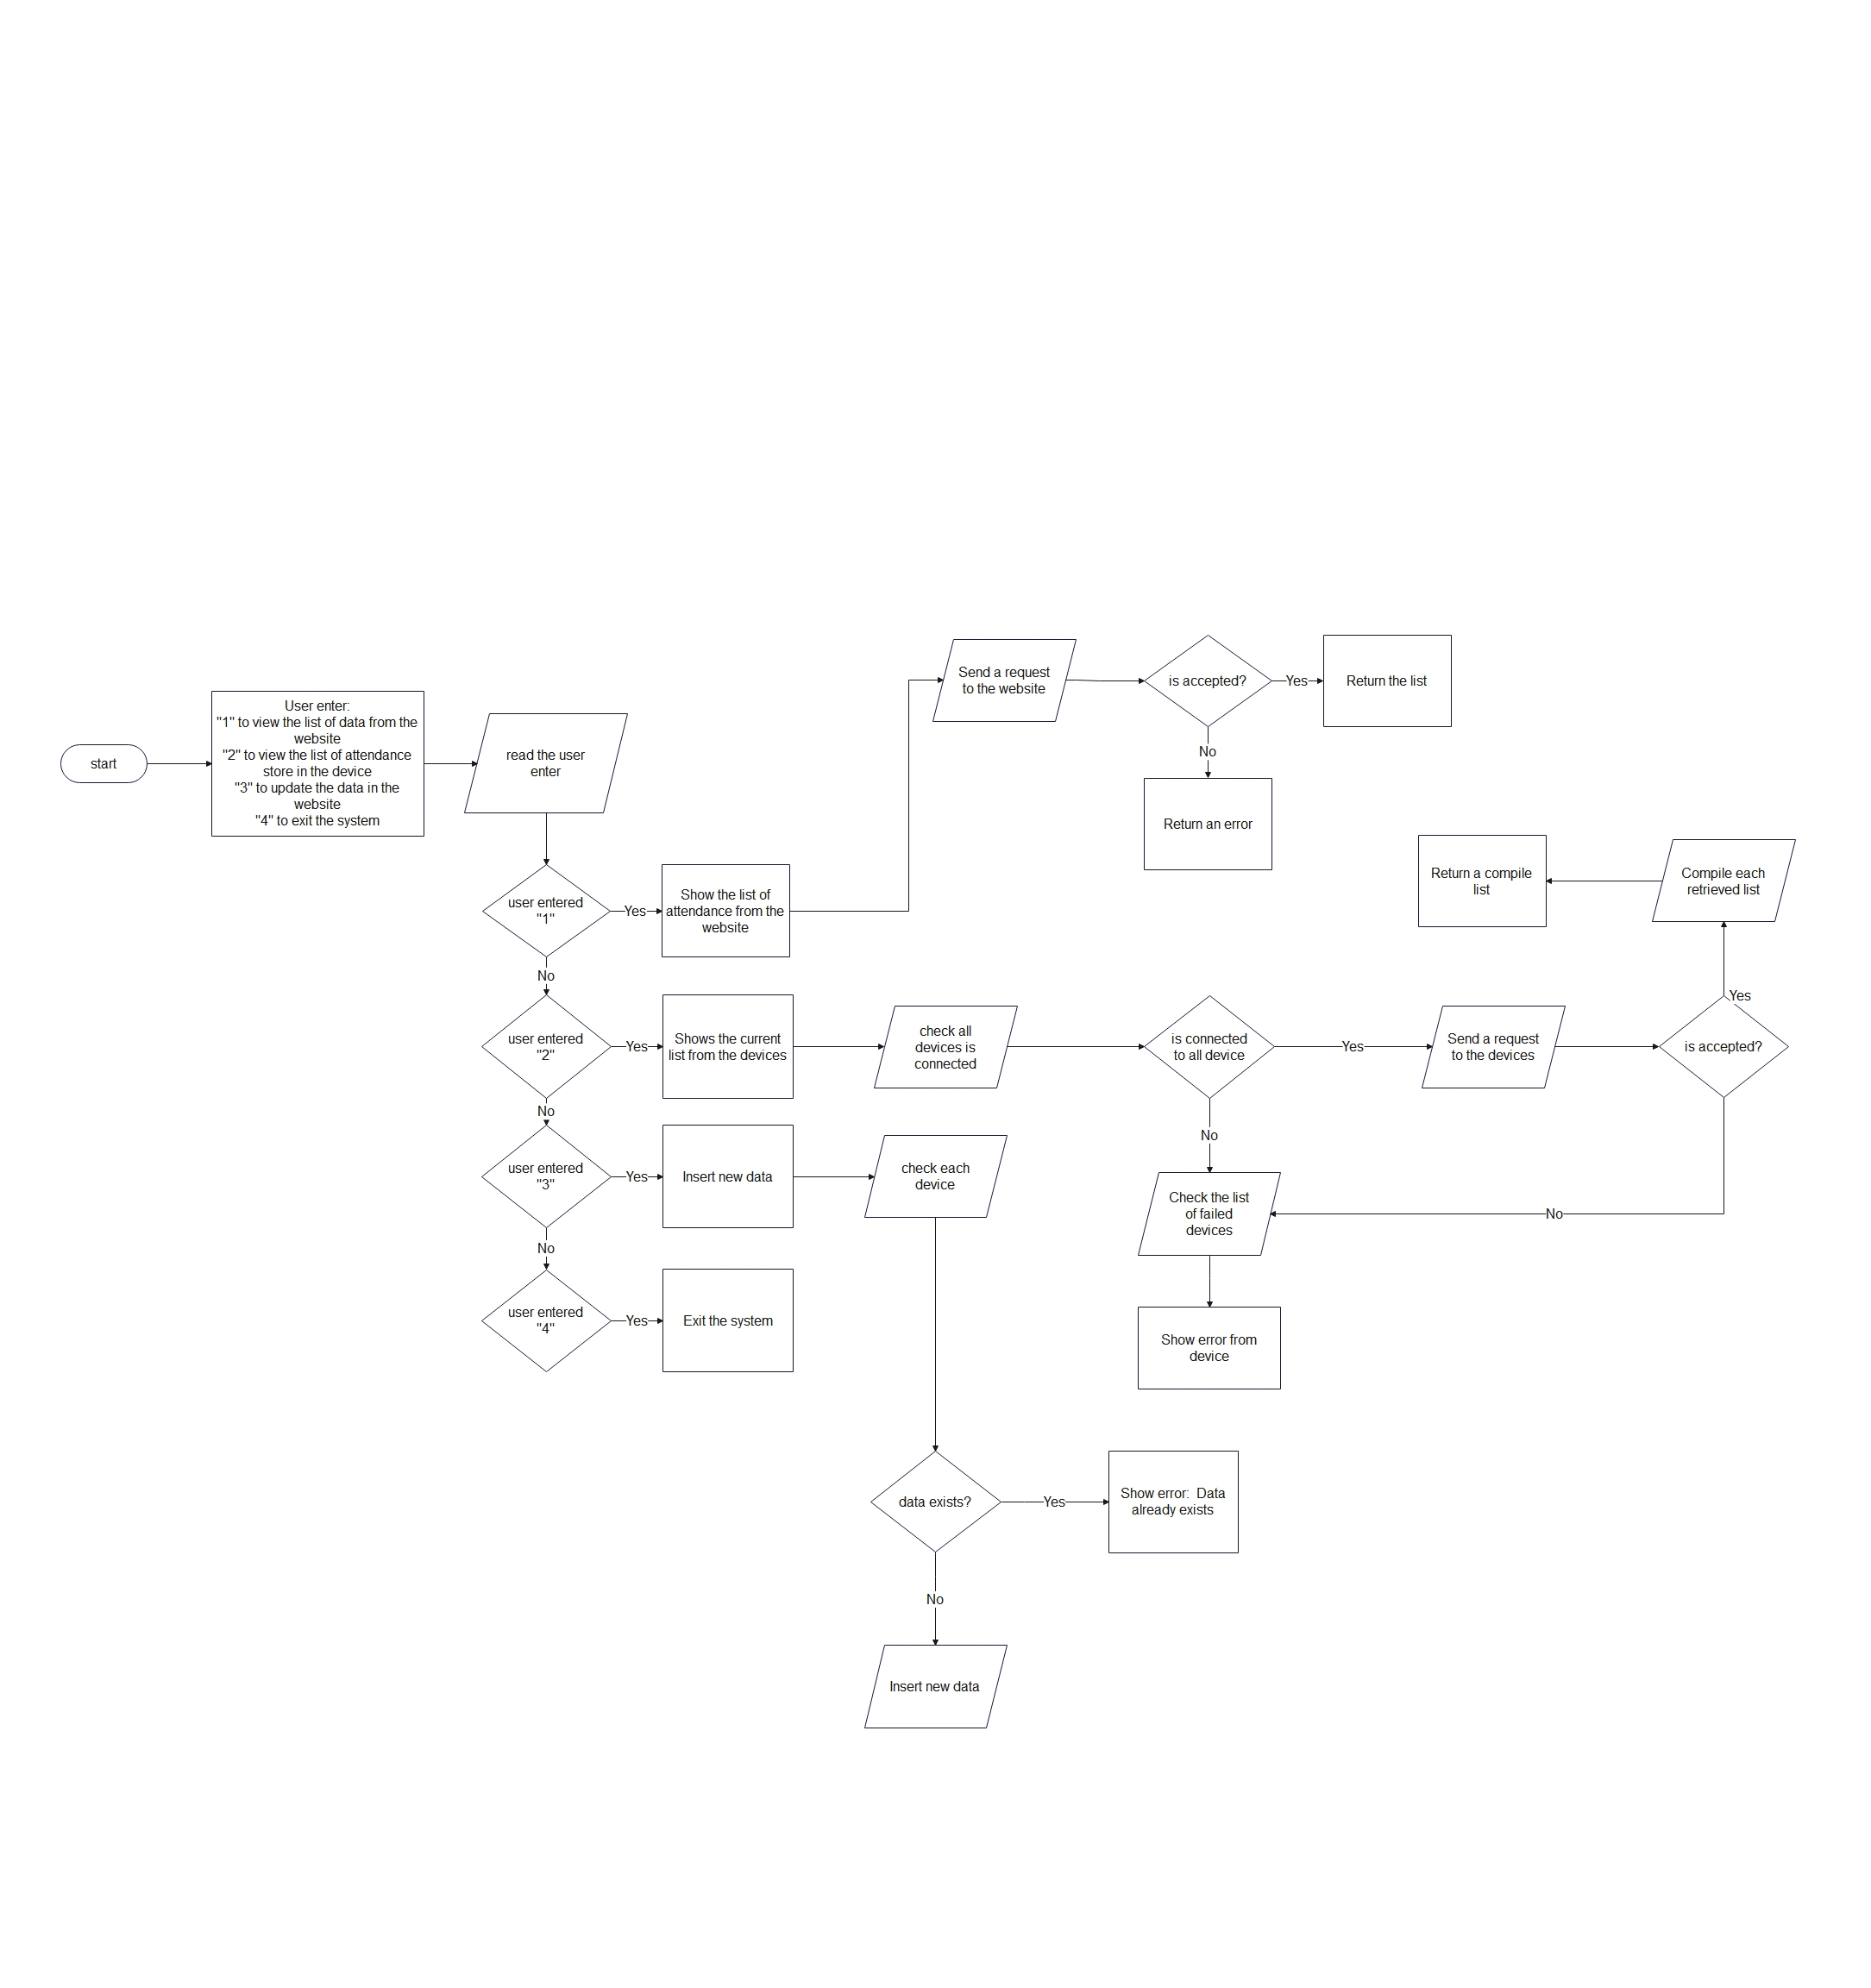 start
User enter:
"1" to view the list of data from the
website
"2" to view the list of attendance
store in the device
"3" to update the data in the
website
"4" to exit the system
read the user
enter
user entered
"1"
Yes
Show the list of
attendance from the
website
Send a request
to the website
is accepted?
Yes
Return the list
No
Return an error
No
user entered
"2"
Yes
Shows the current
list from the devices
check all
devices is
connected
is connected
to all device
Yes
Send a request
to the devices
is accepted?
Yes
Compile each
retrieved list
Return a compile
list
No
No
Check the list
of failed
devices
Show error from
device
No
user entered
"3"
Yes
Insert new data
check each
device
data exists?
Yes
Show error:  Data
already exists
No
Insert new data
No
user entered
"4"
Yes
Exit the system